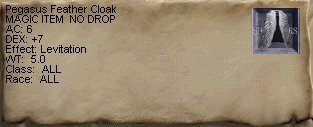 Pegasus Feather Cloak
MAGIC ITEM  NO DROP
AC: 6
DEX: +7
Effect: Levitation
WT:  5.0
Class:  ALL
Race:  ALL